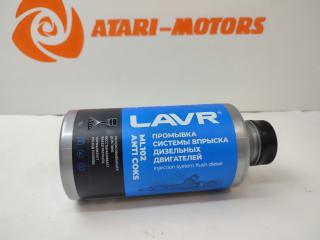 ATARI-MOTORS
LAVR
ML102
ANTI COKS
ПРОМЫВКА
СИСТЕМЫ ВПРЫСКА
ДИЗЕЛЬНЫХ
ДВИГАТЕЛЕЙ
Injection system flush diesel